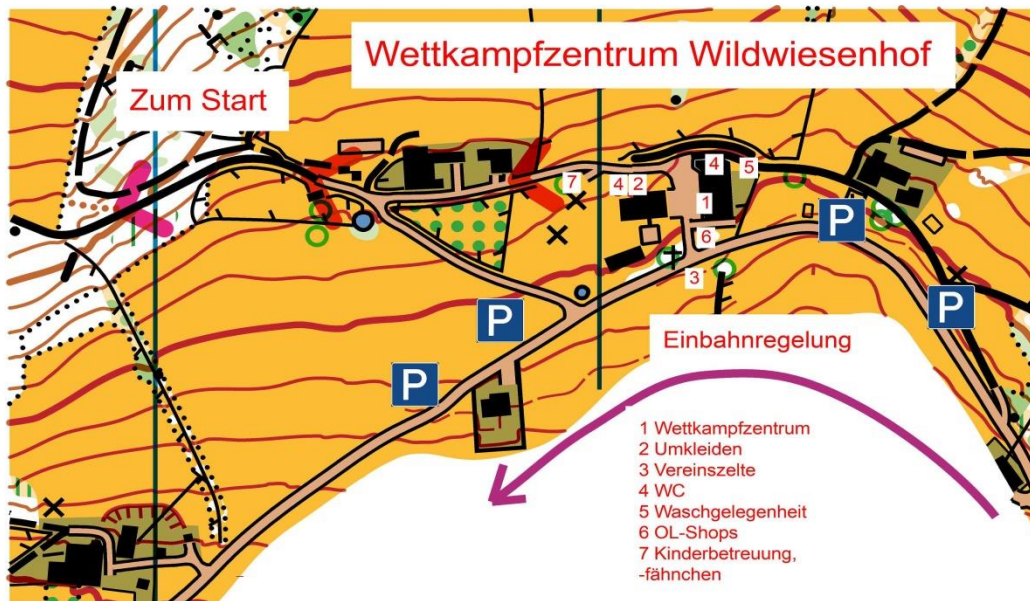 Wettkampfzentrum Wildwiesenhof
Zum Start
4
5
7
4 2
1
6
3
P
P
P
P
Einbahnregelung
1 Wettkampfzentrum
2 Umkleiden
3 Vereinszelte
4 WC
5 Waschgelegenheit
6 OL-Shops
7 Kinderbetreuung,
-fähnchen